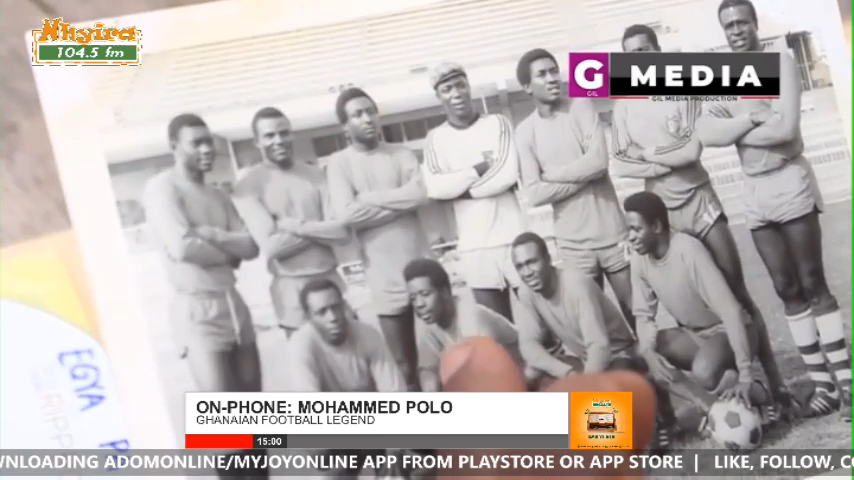 Nhyira
104.5 fm
G
GIL
MEDIA
GIL MEDIA PRODUCTION
EGYA
ON-PHONE: MOHAMMED POLO
GHANAIAN FOOTBALL LEGEND
15:00
WNLOADING ADOMONLINE/MYJOYONLINE APP FROM PLAYSTORE OR APP STORE | LIKE, FOLLOW, CO